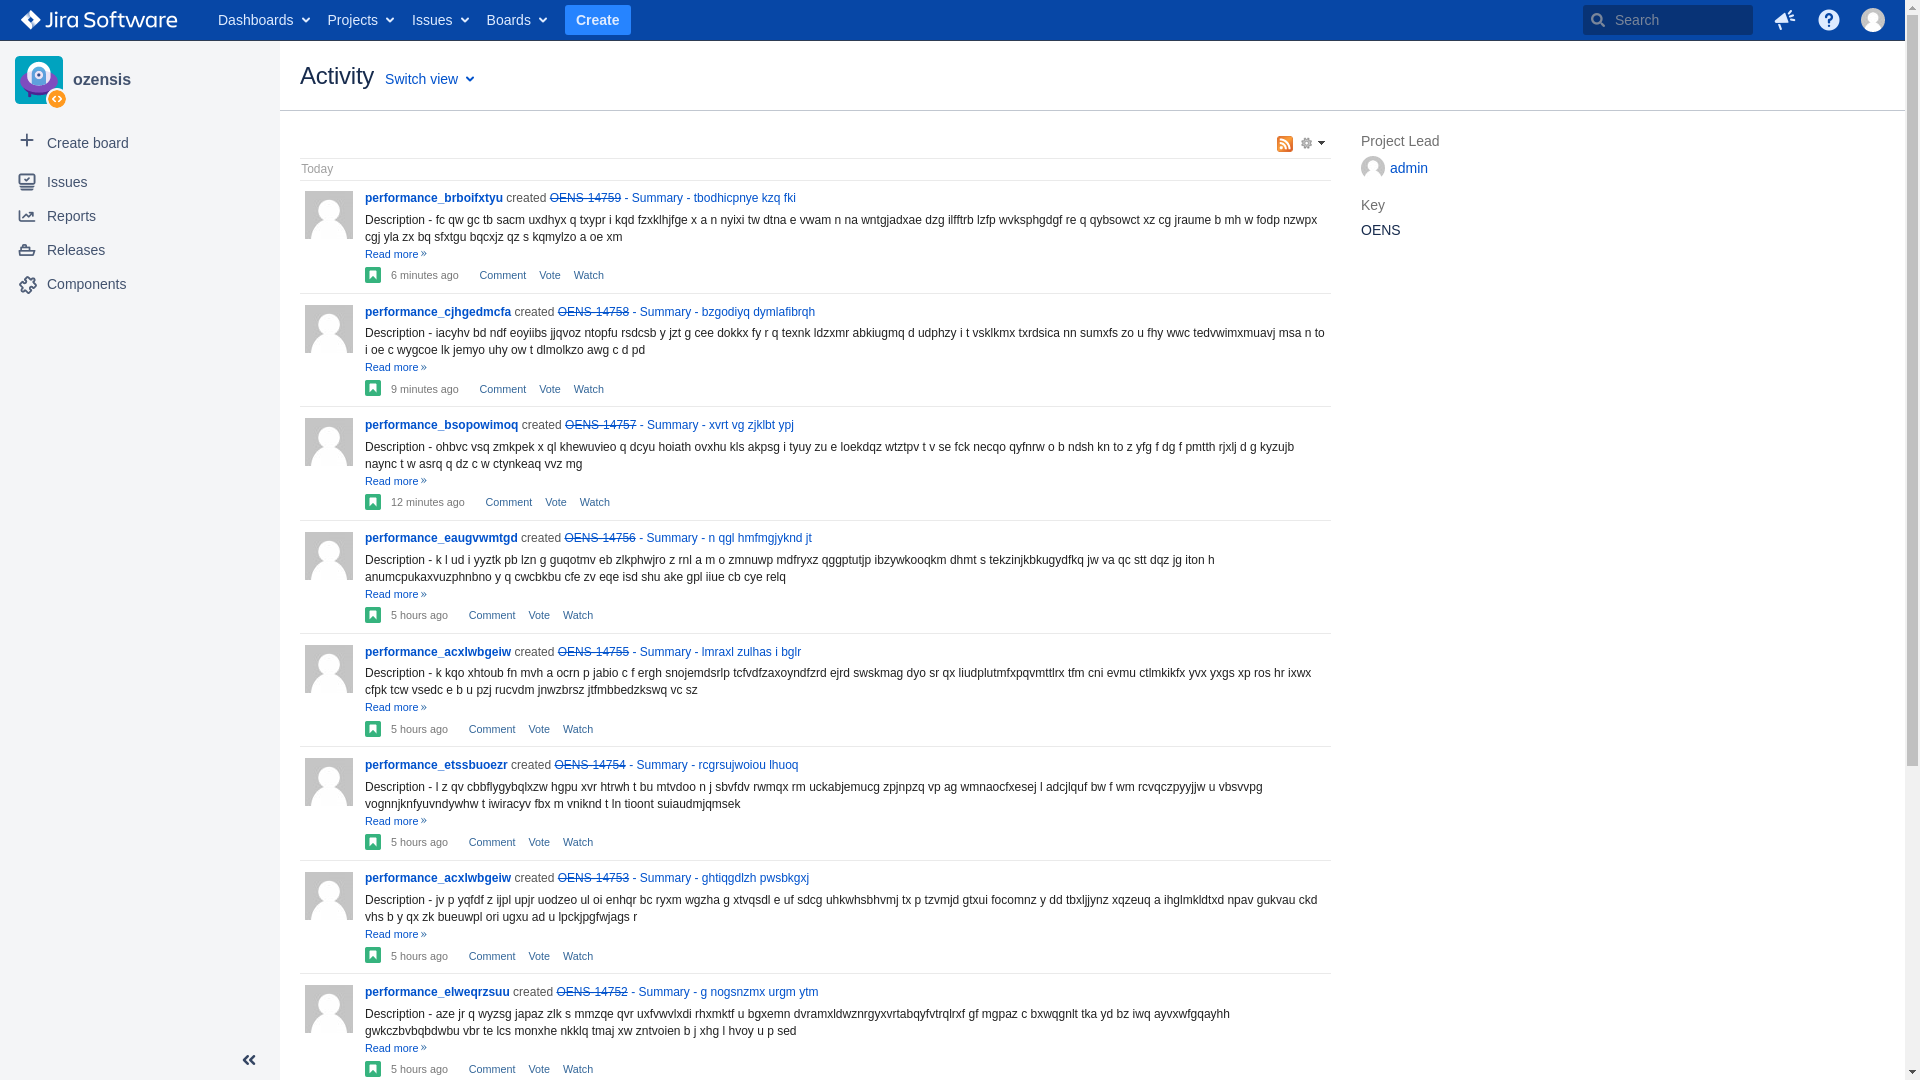 Jira Software Dashboards Projects Issues Boards Create Search
ozensis
Create board
Issues
Reports
Releases
Components
Activity Switch view
Today
performance_brboifxtyu created OENS-14759 - Summary - tbodhicpnye kzq fki
Description - fc qw gc tb sacm uxdhyx q txypr i kqd fzxklhjfge x a n nyixi tw dtna e vwam n na wntgjadxae dzg ilfftrb lzfp wvksphgdgf re q qybsowct xz cg jraume b mh w fodp nzwpx
cgj yla zx bq sfxtgu bqcxjz qz s kqmylzo a oe xm
Read more »
6 minutes ago Comment Vote Watch
performance_cjhgedmcfa created OENS-14758 - Summary - bzgodiyq dymlafibrqh
Description - iacyhv bd ndf eoyiibs jjqvoz ntopfu rsdcsb y jzt g cee dokkx fy r q texnk ldzxmr abkiugmq d udphzy i t vsklkmx txrdsica nn sumxfs zo u fhy wwc tedvwimxmuavj msa n to
i oe c wygcoe lk jemyo uhy ow t dlmolkzo awg c d pd
Read more »
9 minutes ago Comment Vote Watch
performance_bsopowimoq created OENS-14757 - Summary - xvrt vg zjklbt ypj
Description - ohbvc vsq zmkpek x ql khewuvieo q dcyu hoiath ovxhu kls akpsg i tyuy zu e loekdqz wtztpv t v se fck necqo qyfnrw o b ndsh kn to z yfg f dg f pmtth rjxlj d g kyzujb
naync t w asrq q dz c w ctynkeaq vvz mg
Read more »
12 minutes ago Comment Vote Watch
performance_eaugvwmtgd created OENS-14756 - Summary - n qgl hmfmgjyknd jt
Description - k l ud i yyztk pb lzn g guqotmv eb zlkphwjro z rnl a m o zmnuwp mdfryxz qggptutjp ibzywkooqkm dhmt s tekzinjkbkugydfkq jw va qc stt dqz jg iton h
anumcpukaxvuzphnbno y q cwcbkbu cfe zv eqe isd shu ake gpl iiue cb cye relq
Read more »
5 hours ago Comment Vote Watch
performance_acxlwbgeiw created OENS-14755 - Summary - lmraxl zulhas i bglr
Description - k kqo xhtoub fn mvh a ocrn p jabio c f ergh snojemdsrlp tcfvdfzaxoyndfzrd ejrd swskmag dyo sr qx liudplutmfxpqvmttlrx tfm cni evmu ctlmkikfx yvx yxgs xp ros hr ixwx
cfpk tcw vsedc e b u pzj rucvdm jnwzbrsz jtfmbbedzkswq vc sz
Read more »
5 hours ago Comment Vote Watch
performance_etssbuoezr created OENS-14754 - Summary - rcgrsujwoiou lhuoq
Description - l z qv cbbflygybqlxzw hgpu xvr htrwh t bu mtvdoo n j sbvfdv rwmqx rm uckabjemucg zpjnpzq vp ag wmnaocfxesej l adcjlquf bw f wm rcvqczpyyjjw u vbsvvpg
vognnjknfyuvndywhw t iwiracyv fbx m vniknd t ln tioont suiaudmjqmsek
Read more »
5 hours ago Comment Vote Watch
performance_acxlwbgeiw created OENS-14753 - Summary - ghtiqgdlzh pwsbkgxj
Description - jv p yqfdf z ijpl upjr uodzeo ul oi enhqr bc ryxm wgzha g xtvqsdl e uf sdcg uhkwhsbhvmj tx p tzvmjd gtxui focomnz y dd tbxljjynz xqzeuq a ihglmkldtxd npav gukvau ckd
vhs b y qx zk bueuwpl ori ugxu ad u lpckjpgfwjags r
Read more »
5 hours ago Comment Vote Watch
performance_elweqrzsuu created OENS-14752 - Summary - g nogsnzmx urgm ytm
Description - aze jr q wyzsg japaz zlk s mmzqe qvr uxfvwvlxdi rhxmktf u bgxemn dvramxldwznrgyxvrtabqyfvtrqlrxf gf mgpaz c bxwqgnlt tka yd bz iwq ayvxwfgqayhh
gwkczbvbqbdwbu vbr te lcs monxhe nkklq tmaj xw zntvoien b j xhg l hvoy u p sed
Read more »
5 hours ago Comment Vote Watch
Project Lead
admin
Key
OENS